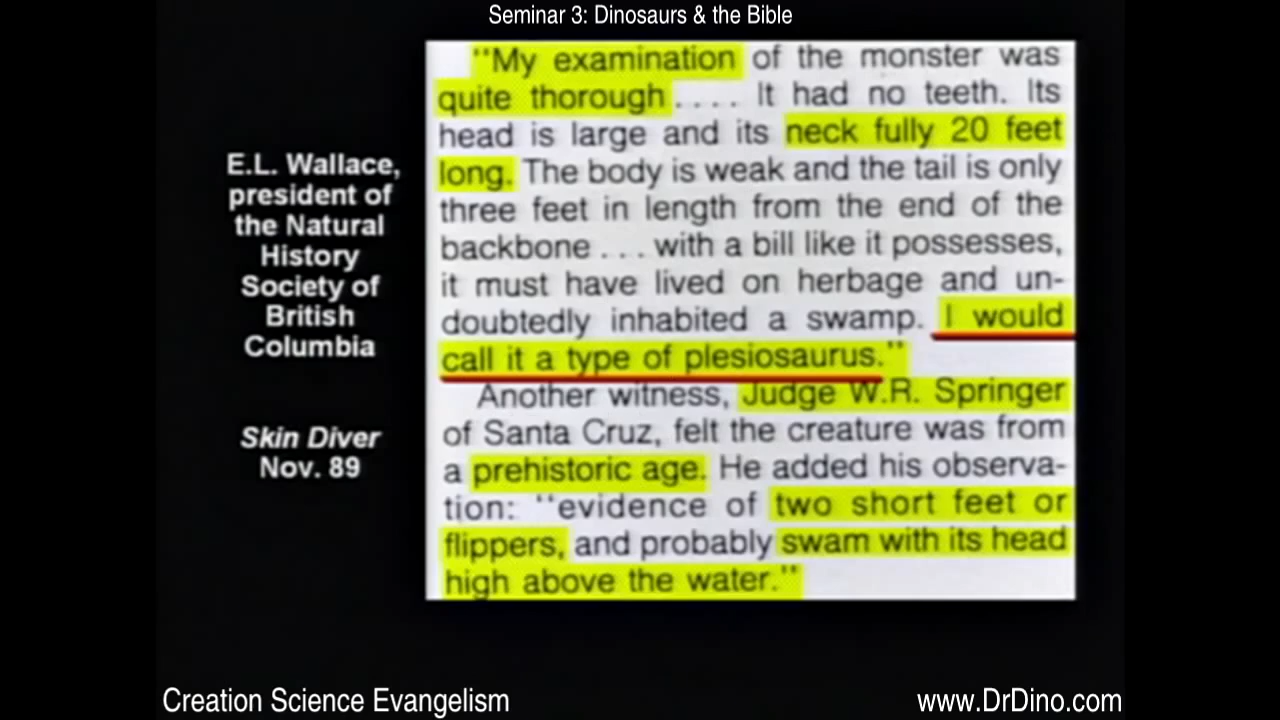 Seminar 3: Dinosaurs & the Bible
E.L. Wallace,
president of
the Natural
History
Society of
British
Columbia
Skin Diver
Nov. 89
"My examination of the monster was
quite thorough .... It had no teeth. Its
head is large and its neck fully 20 feet
long. The body is weak and the tail is only
three feet in length from the end of the
backbone ... with a bill like it possesses,
it must have lived on herbage and un-
doubtedly inhabited a swamp. I would
call it a type of plesiosaurus."
Another witness, Judge W.R. Springer
of Santa Cruz, felt the creature was from
a prehistoric age. He added his observa-
tion: "evidence of two short feet or
flippers, and probably swam with its head
high above the water."
Creation Science Evangelism
www.DrDino.com